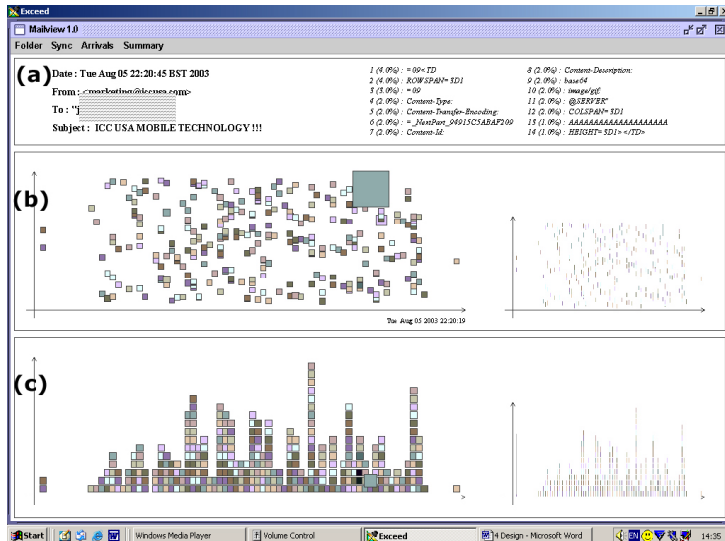 Exceed
Mailview 1.0
Folder Sync Arrivals Summary
(a)
Date : Tue Aug 05 22:20:45 BST 2003
From : <marketing@iccusa.com>
To : "j
Subject : ICC USA MOBILE TECHNOLOGY !!!
1 (4.0%) : =09<TD
2 (4.0%) : ROWSPAN=3D1
3 (3.0%) : =09
4 (2.0%) : Content-Type:
5 (2.0%) : Content-Transfer-Encoding:
6 (2.0%) : =_NextPart_94915C5ABAF209
7 (2.0%) : Content-Id:
8 (2.0%) : Content-Description:
9 (2.0%) : base64
10 (2.0%) : image/gif;
11 (2.0%) : @SERVER"
12 (2.0%) : COLSPAN=3D1
13 (1.0%) : AAAAAAAAAAAAAAAAAAAA
14 (1.0%) : HEIGHT=3D1></TD>
(b)
Tue Aug 05 2003 22:20:19
(c)
Start Windows Media Player Volume Control Exceed 4 Design - Microsoft Word EN 14:35